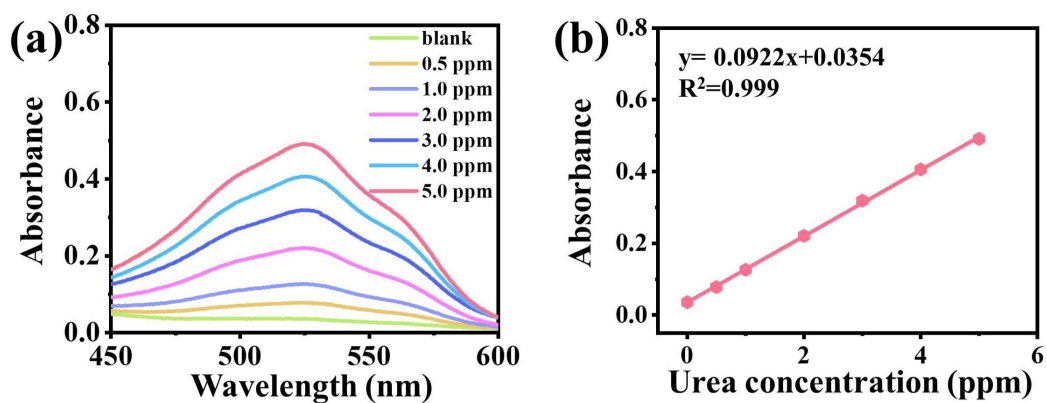 (a)
Absorbance
0.8
0.6
0.4
0.2
0.0
450
500
550
600
Wavelength (nm)
blank
0.5 ppm
1.0 ppm
2.0 ppm
3.0 ppm
4.0 ppm
5.0 ppm
(b)
Absorbance
0.8
0.6
0.4
0.2
0.0
0
2
4
6
Urea concentration (ppm)
y= 0.0922x+0.0354
R²=0.999